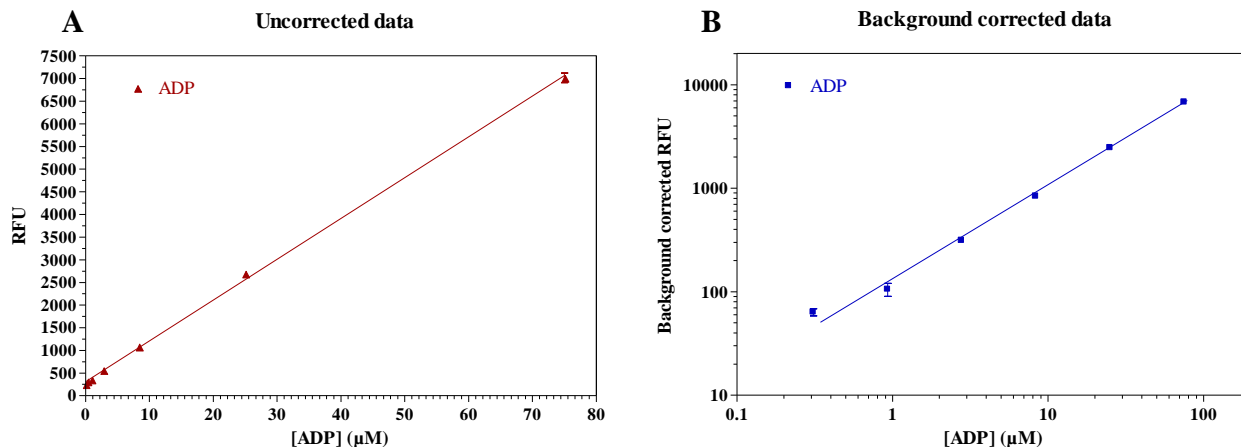 A
Uncorrected data
ADP
RFU
7500
7000
6500
6000
5500
5000
4500
4000
3500
3000
2500
2000
1500
1000
500
0
0 10 20 30 40 50 60 70 80
[ADP] (µM)
B
Background corrected data
ADP
Background corrected RFU
10000
1000
100
10
0.1 1 10 100
[ADP] (µM)